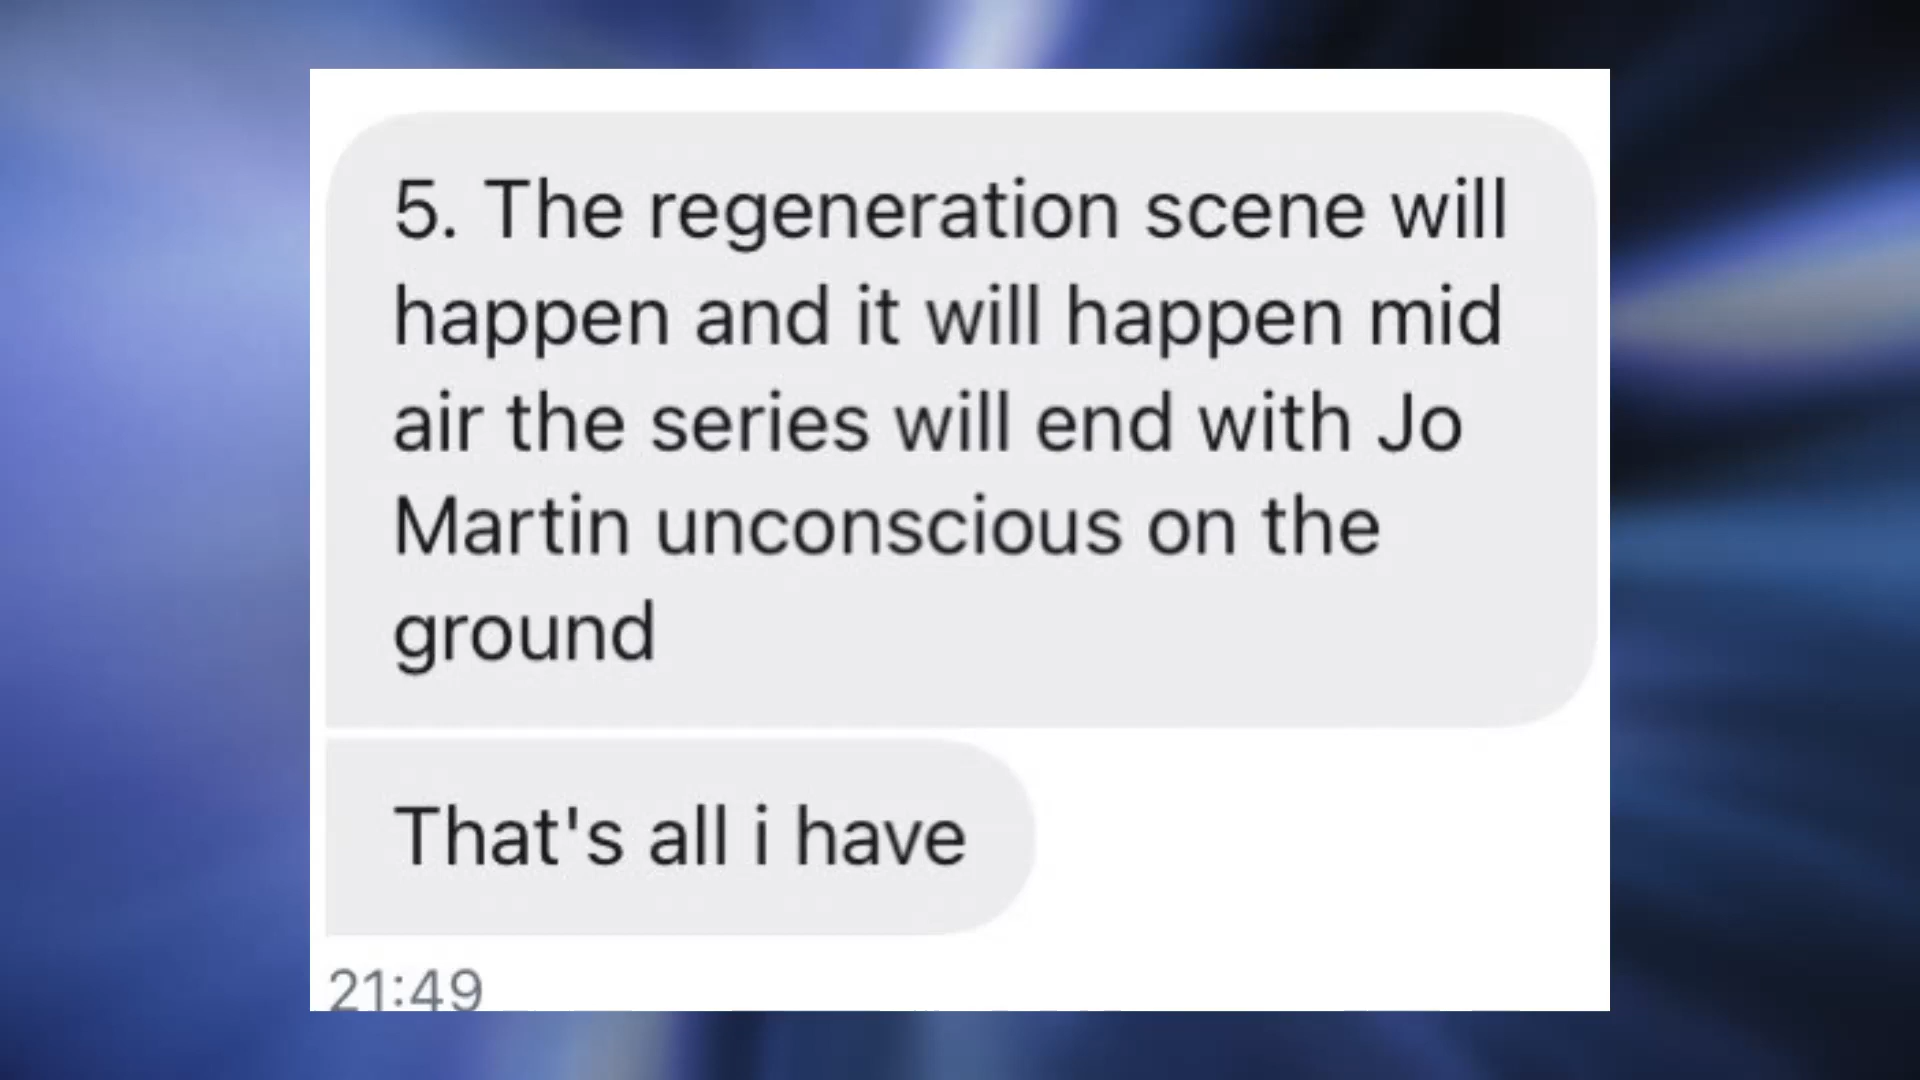 5. The regeneration scene will
happen and it will happen mid
air the series will end with Jo
Martin unconscious on the
ground
That's all i have
21:49